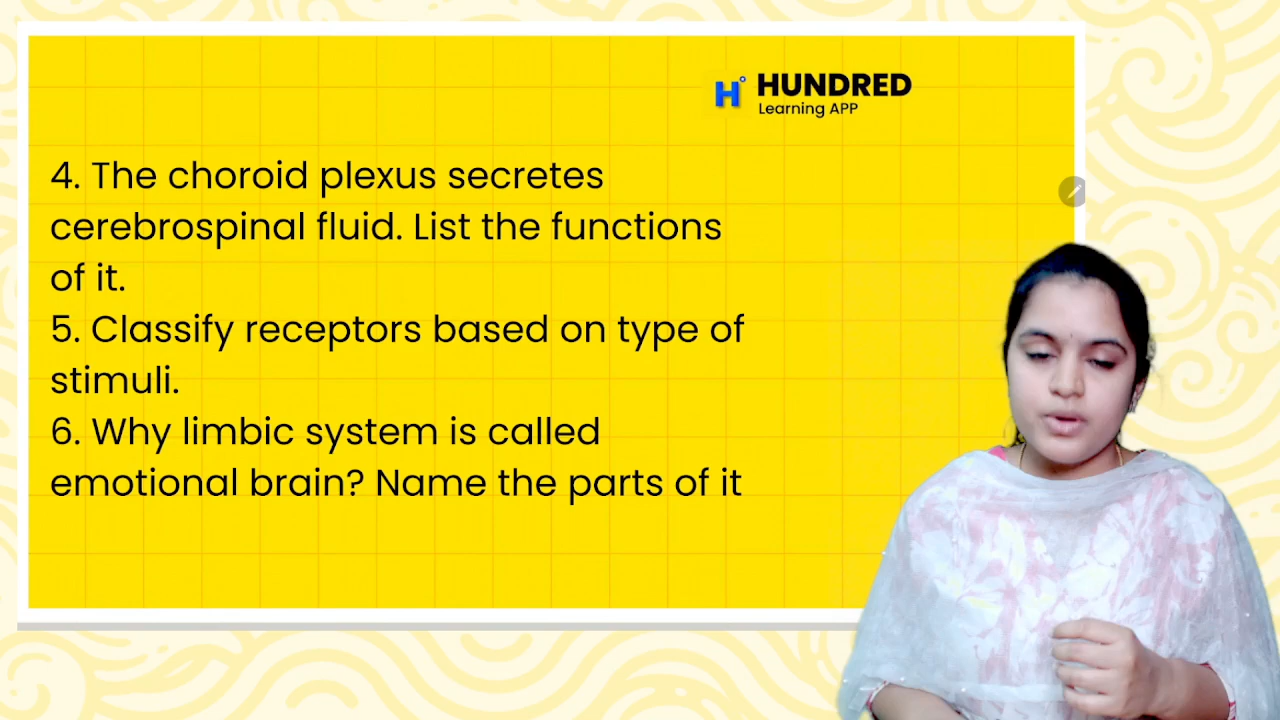 H° HUNDRED
Learning APP
4. The choroid plexus secretes
cerebrospinal fluid. List the functions
of it.
5. Classify receptors based on type of
stimuli.
6. Why limbic system is called
emotional brain? Name the parts of it